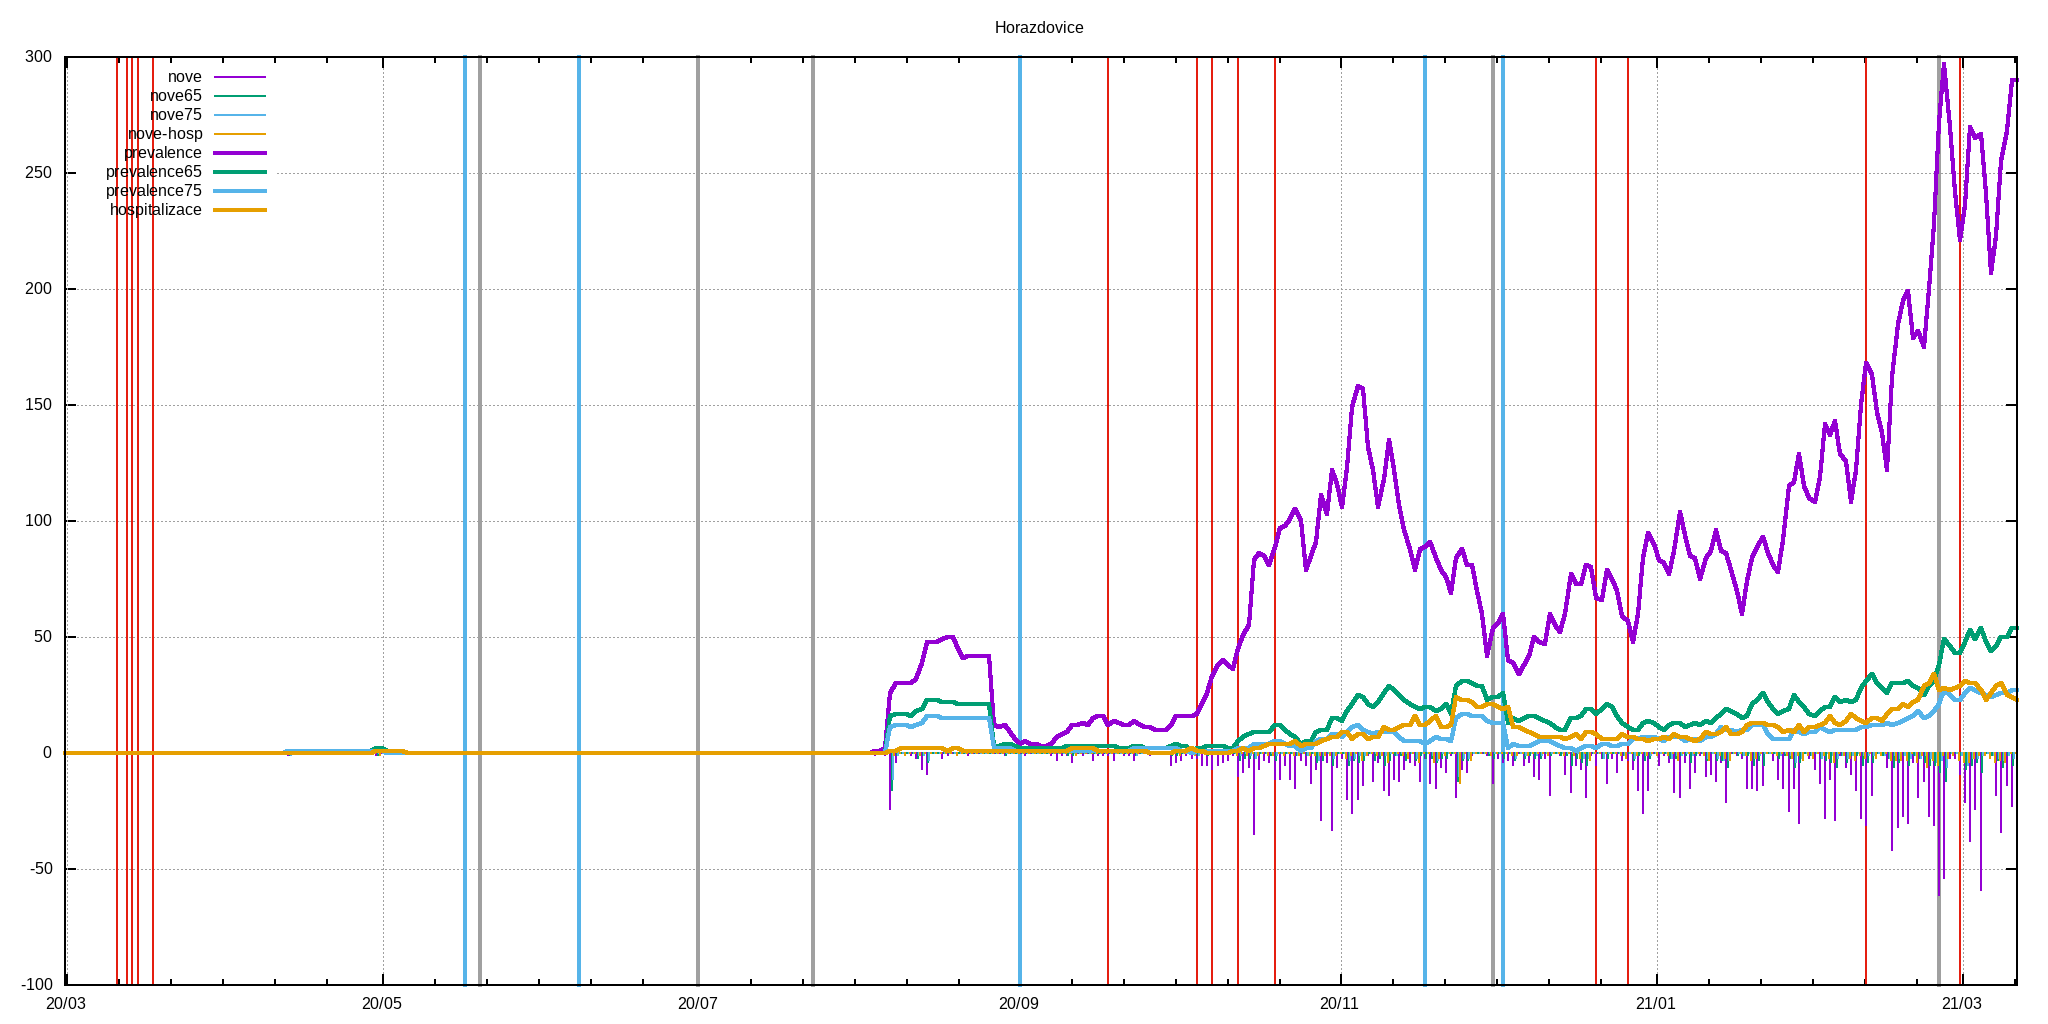 Horazdovice
300
250
200
150
100
50
0
-50
-100
nove
nove65
nove75
nove-hosp
prevalence
prevalence65
prevalence75
hospitalizace
20/03 20/05 20/07 20/09 20/11 21/01 21/03